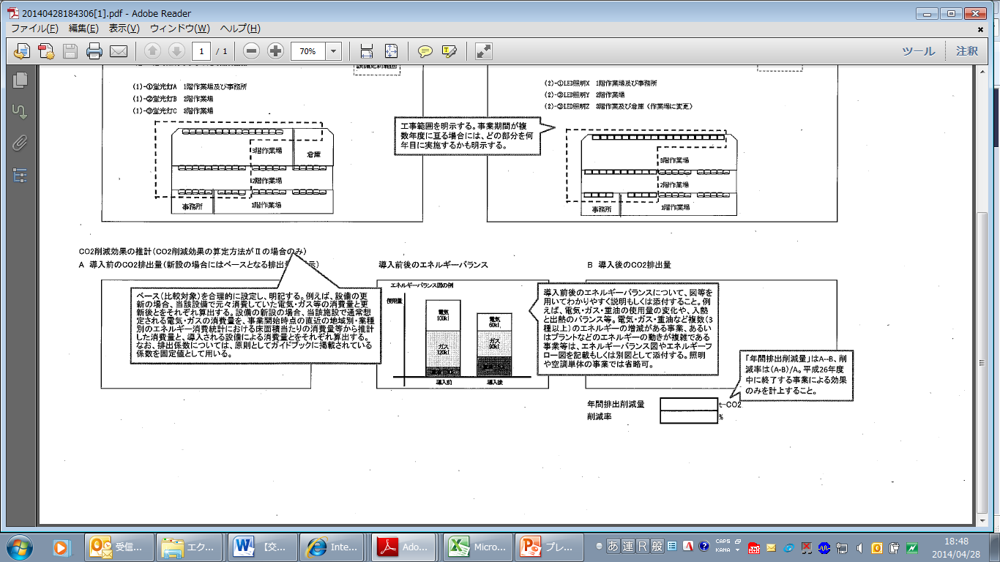 20140428184306[1].pdf - Adobe Reader
ファイル(F) 編集(E) 表示(V) ウィンドウ(W) ヘルプ(H)
1 / 1 70% ツール 注釈
(1)-①蛍光灯A 1階作業場及び事務所
(1)-②蛍光灯B 2階作業場
(1)-③蛍光灯C 3階作業場
3階作業場
倉庫
2階作業場
事務所
1階作業場
工事範囲を明示する。事業期間が複
数年度に亘る場合には、どの部分を何
年目に実施するかも明示する。
(2)-①LED照明X 1階作業場及び事務所
(2)-②LED照明Y 2階作業場
(2)-③LED照明Z 3階作業及び倉庫（作業場に変更）
3階作業場
2階作業場
事務所
1階作業場
CO2削減効果の推計(CO2削減効果の算定方法がⅡの場合のみ)
A 導入前のCO2排出量(新設の場合にはベースとなる排出 示)
ベース(比較対象)を合理的に設定し、明記する。例えば、設備の更
新の場合、当該設備で元々消費していた電気・ガス等の消費量と更
新後とをそれぞれ算出する。設備の新設の場合、当該施設で通常想
定される電気・ガスの消費量を、事業開始時点の直近の地域別・業種
別のエネルギー消費統計における床面積当たりの消費量等から推計
した消費量と、導入される設備による消費量とをそれぞれ算出する。
なお、排出係数については、原則としてガイドブックに掲載されている
係数を固定値として用いる。
導入前後のエネルギーバランス
エネルギーバランス図の例
使用量
電気
100kl
ガス
120kl
電気
60kl
ガス
90kl
導入前
導入後
B 導入後のCO2排出量
導入前後のエネルギーバランスについて、図等を
用いてわかりやすく説明もしくは添付すること。例
えば、電気・ガス・重油の使用量の変化や、入熱
と出熱のバランス等。電気・ガス・重油など複数(3
種以上)のエネルギーの増減がある事業、あるい
はプラントなどのエネルギーの動きが複雑である
事業等は、エネルギーバランス図やエネルギーフ
ロー図を記載もしくは別図として添付する。照明
や空調単体の事業では省略可。
「年間排出削減量」はA-B、削
減率は(A-B)/A。平成26年度
中に終了する事業による効果
のみを計上すること。
年間排出削減量 t-CO2
削減率 %
受信... エク... 【交... Inte... Ado... Micro... プレ... あ 連 R 般 CAPS KANA 18:48
2014/04/28